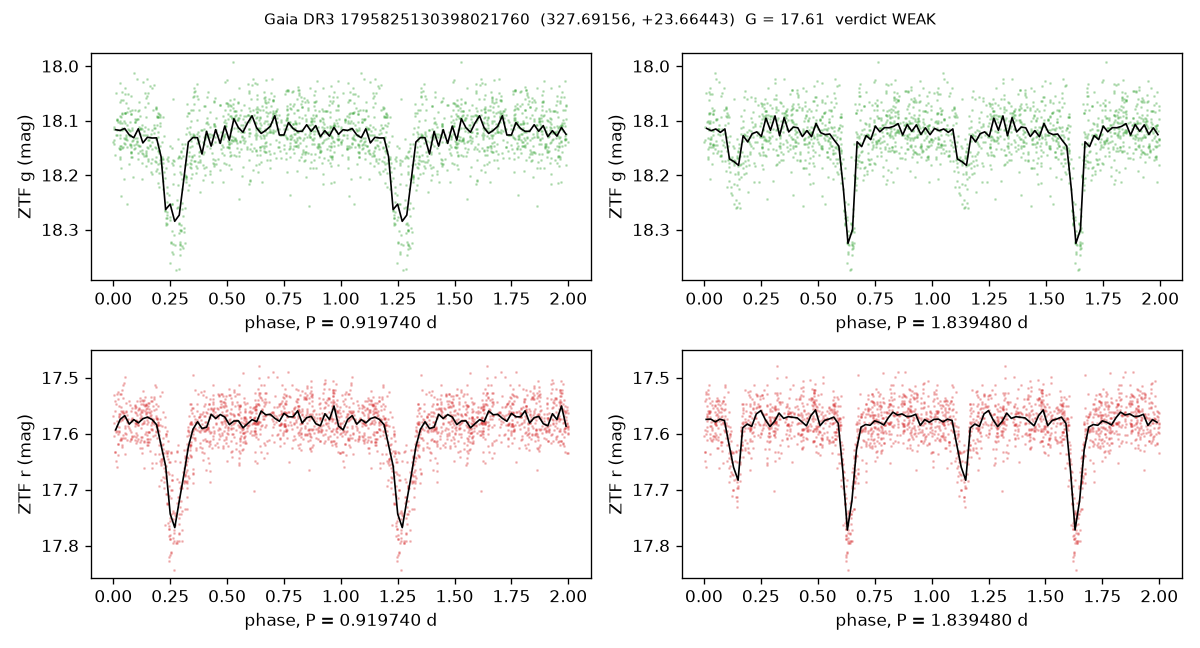 Gaia DR3 1795825130398021760 (327.69156, +23.66443) G = 17.61 verdict WEAK
ZTF g (mag)
18.0
18.1
18.2
18.3
0.00 0.25 0.50 0.75 1.00 1.25 1.50 1.75 2.00
phase, P = 0.919740 d
ZTF g (mag)
18.0
18.1
18.2
18.3
0.00 0.25 0.50 0.75 1.00 1.25 1.50 1.75 2.00
phase, P = 1.839480 d
ZTF r (mag)
17.5
17.6
17.7
17.8
0.00 0.25 0.50 0.75 1.00 1.25 1.50 1.75 2.00
phase, P = 0.919740 d
ZTF r (mag)
17.5
17.6
17.7
17.8
0.00 0.25 0.50 0.75 1.00 1.25 1.50 1.75 2.00
phase, P = 1.839480 d